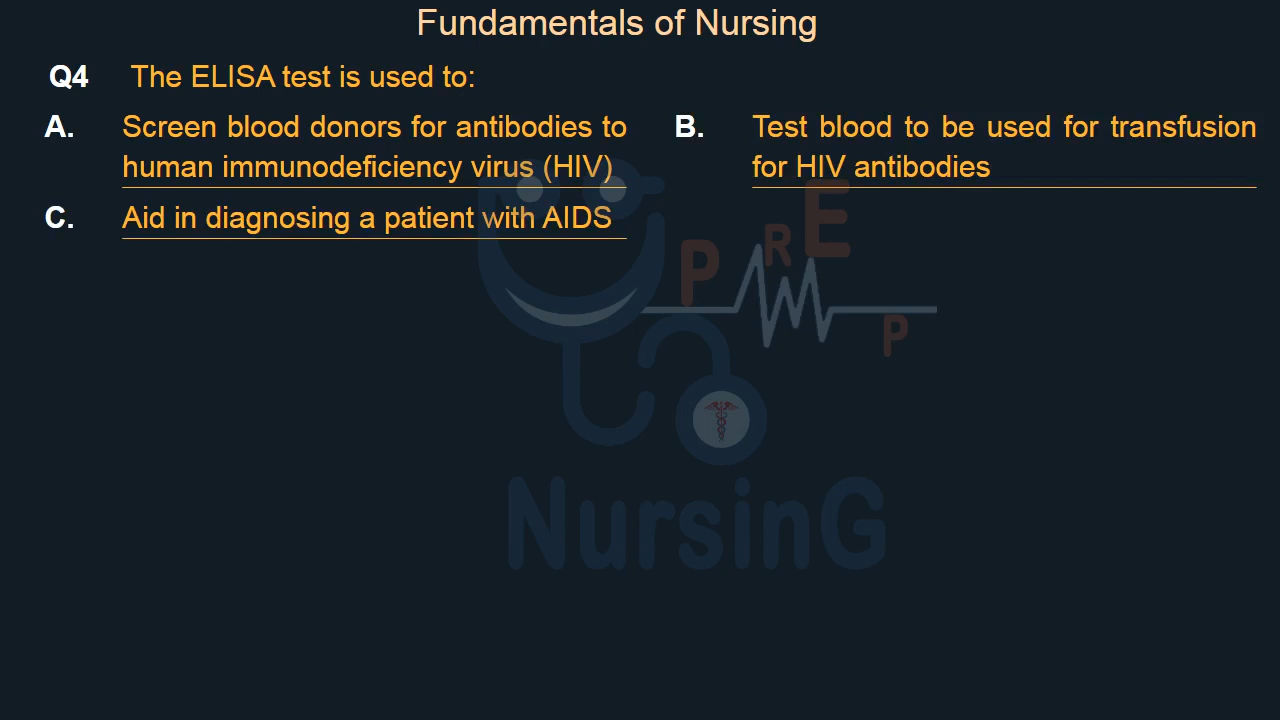 Fundamentals of Nursing
Q4 The ELISA test is used to:
A. Screen blood donors for antibodies to
human immunodeficiency virus (HIV)
B. Test blood to be used for transfusion
for HIV antibodies
C. Aid in diagnosing a patient with AIDS
PREP
NursinG